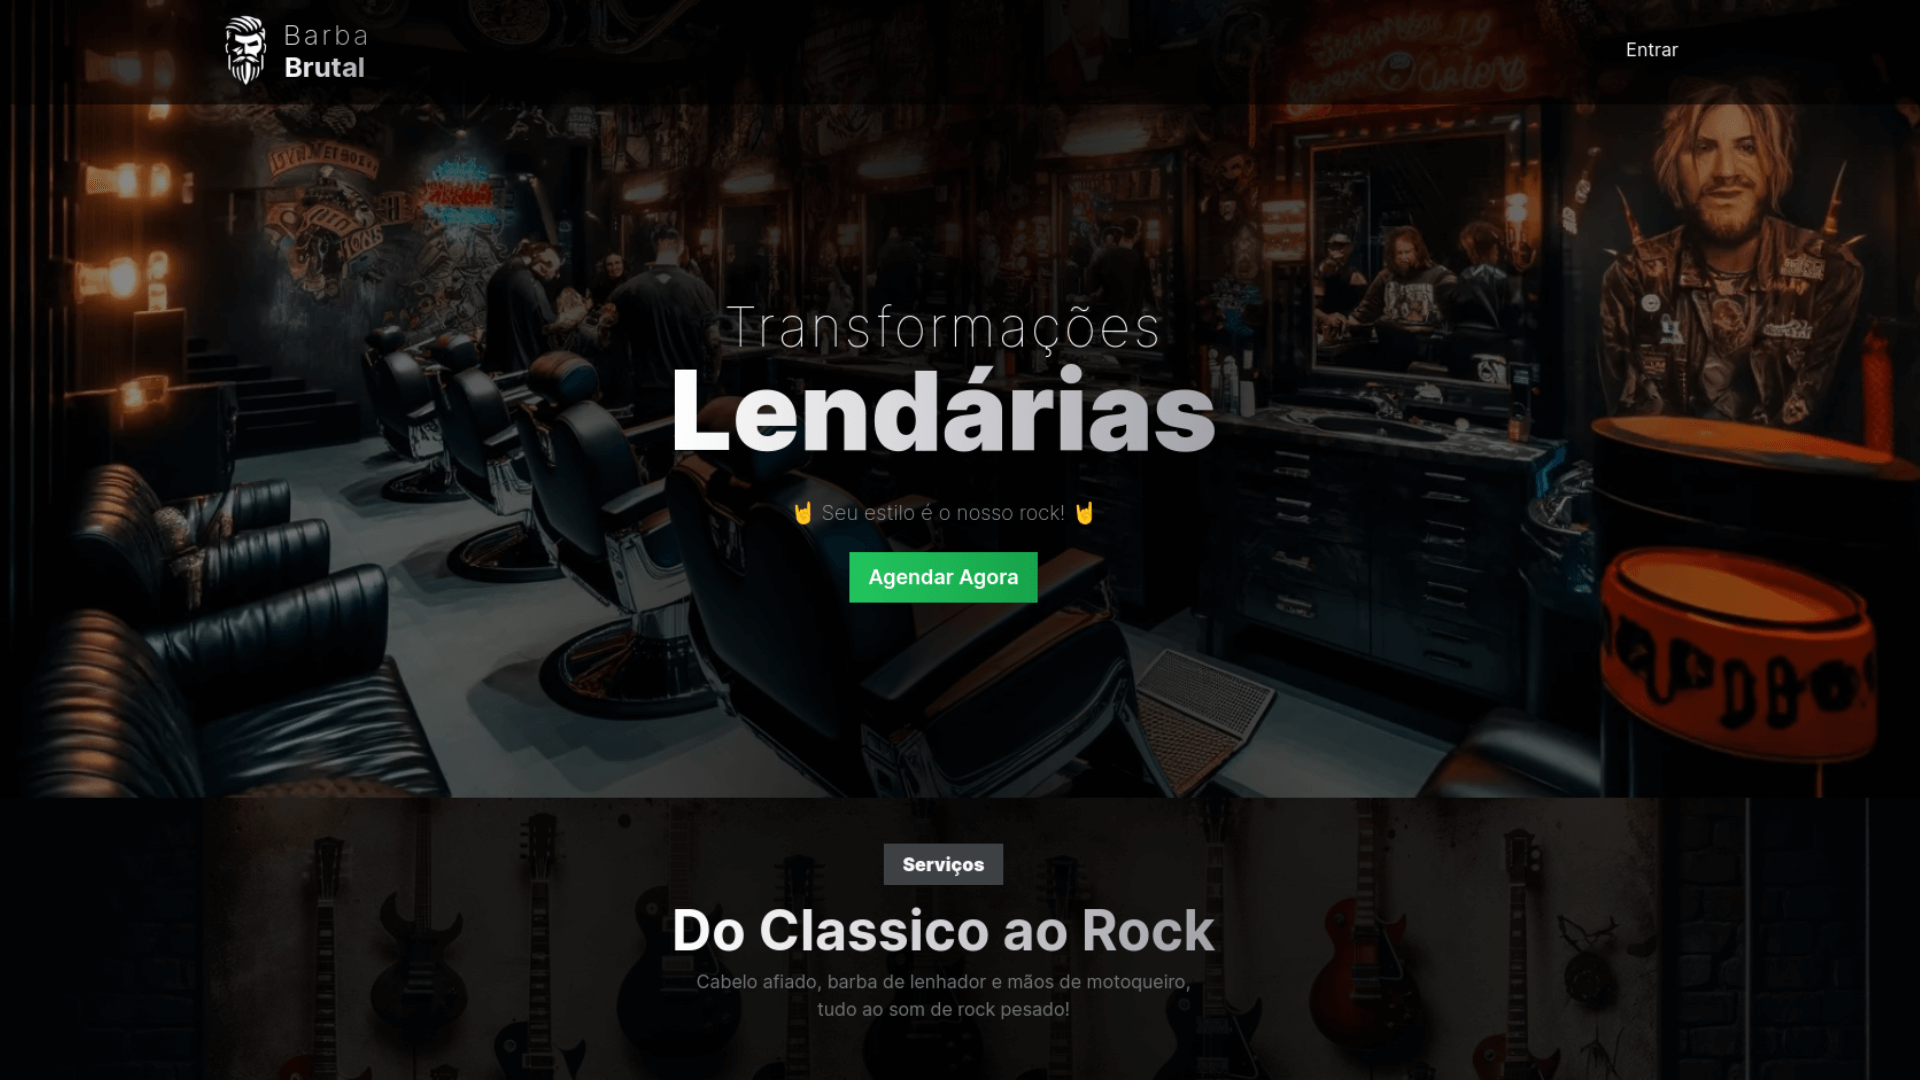 Barba
Brutal
Entrar
Transformações
Lendárias
🤘 Seu estilo é o nosso rock! 🤘
Agendar Agora
Serviços
Do Classico ao Rock
Cabelo afiado, barba de lenhador e mãos de motoqueiro,
tudo ao som de rock pesado!